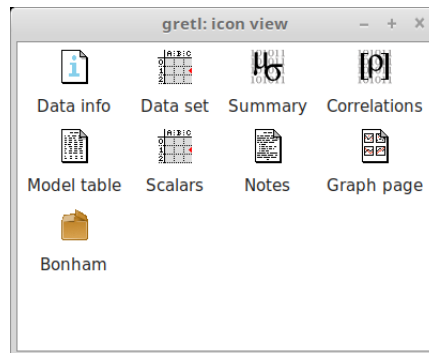 gretl: icon view
Data info Data set Summary Correlations
Model table Scalars Notes Graph page
Bonham